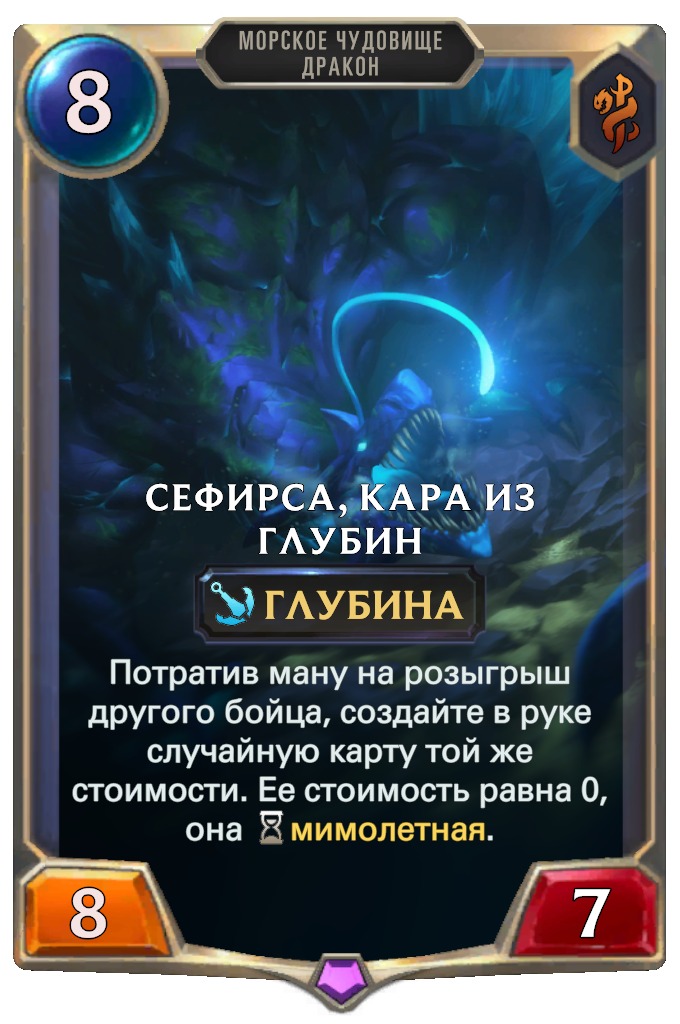 МОРСКОЕ ЧУДОВИЩЕ
ДРАКОН
8
СЕФИРСА, КАРА ИЗ
ГЛУБИН
ГЛУБИНА
Потратив ману на розыгрыш
другого бойца, создайте в руке
случайную карту той же
стоимости. Ее стоимость равна 0,
она мимолетная.
8
7